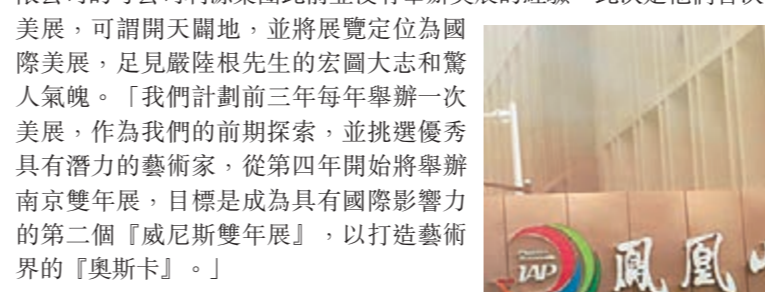 美展，可謂開天闢地，並將展覽定位為國
際美展，足見嚴陸根先生的宏圖大志和驚
人氣魄。「我們計劃前三年每年舉辦一次
美展，作為我們的前期探索，並挑選優秀
具有潛力的藝術家，從第四年開始將舉辦
南京雙年展，目標是成為具有國際影響力
的第二個『威尼斯雙年展』，以打造藝術
界的『奧斯卡』。」
IAP
鳳凰